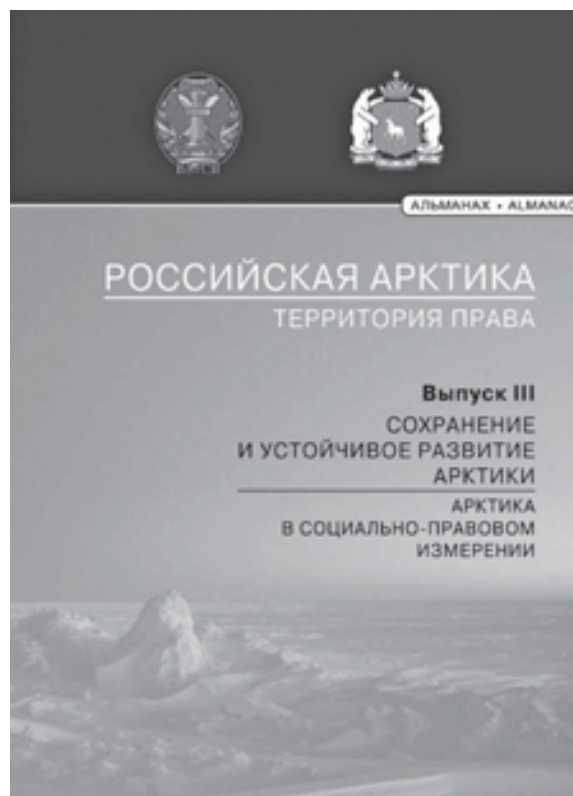 АЛЬМАНАХ • ALMANAC
РОССИЙСКАЯ АРКТИКА
ТЕРРИТОРИЯ ПРАВА
Выпуск III
СОХРАНЕНИЕ
И УСТОЙЧИВОЕ РАЗВИТИЕ
АРКТИКИ
АРКТИКА
В СОЦИАЛЬНО-ПРАВОВОМ
ИЗМЕРЕНИИ